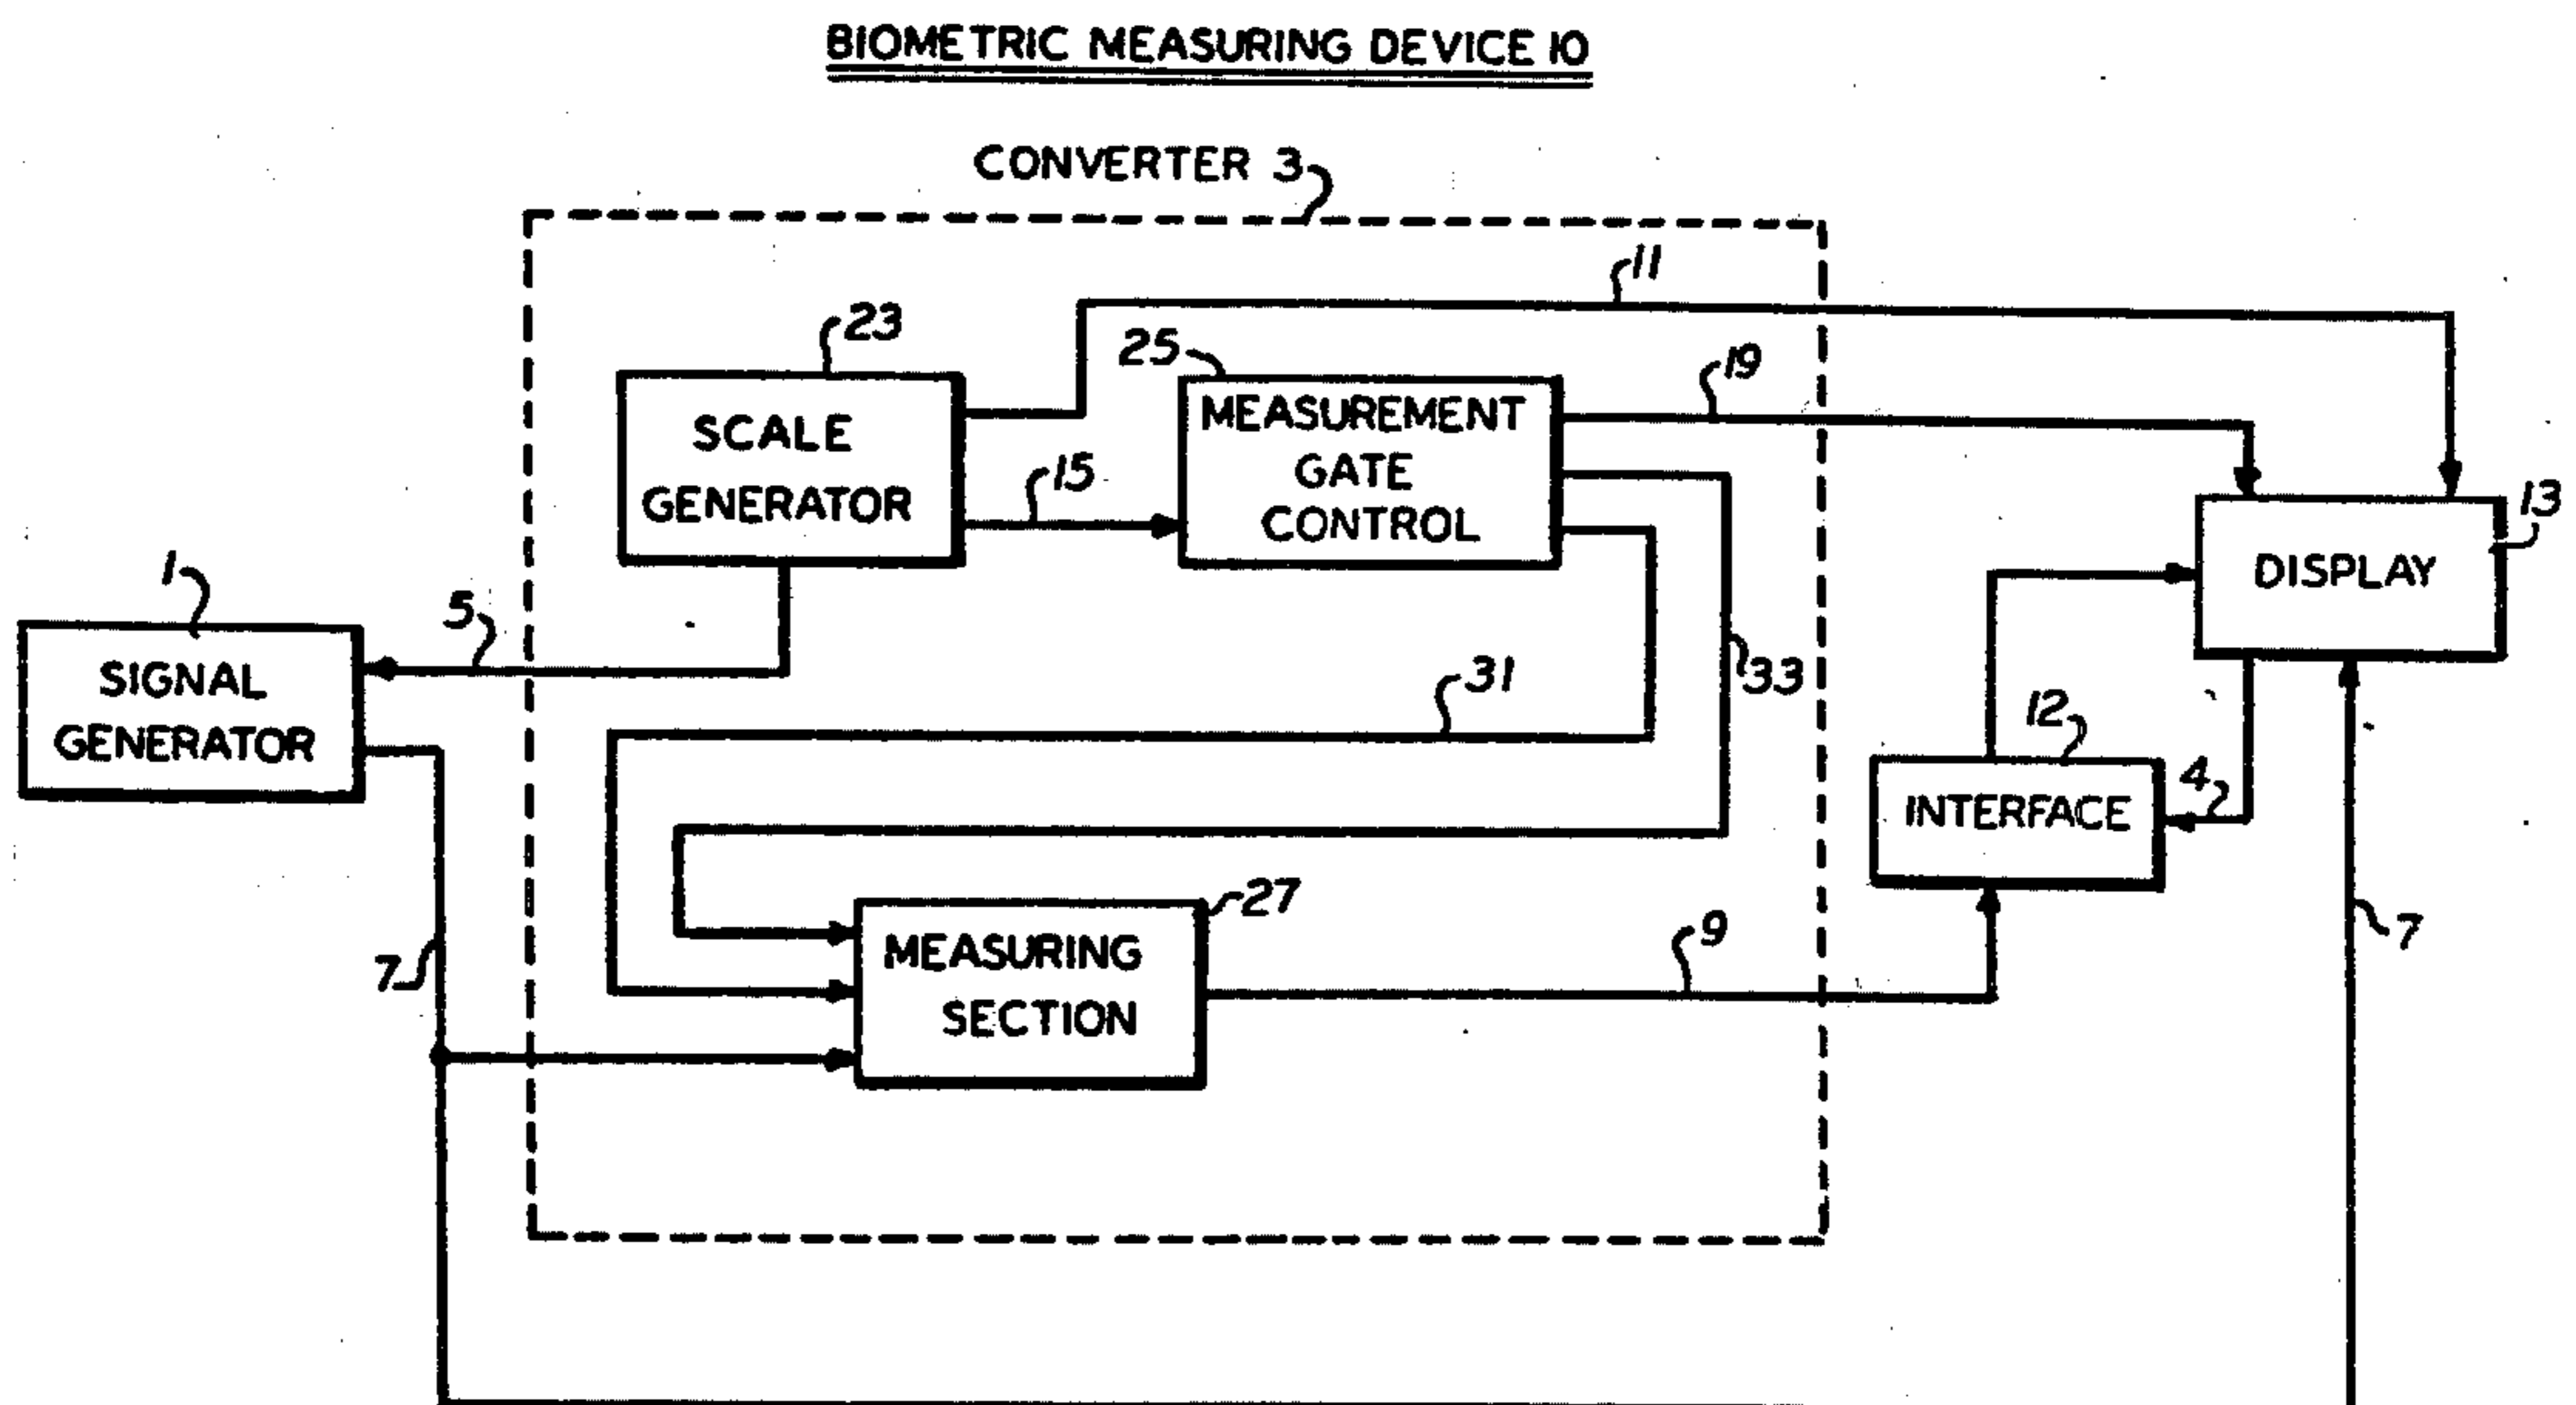 BIOMETRIC MEASURING DEVICE 10
CONVERTER 3
11
23
25
19
SCALE
GENERATOR
15
MEASUREMENT
GATE
CONTROL
13
DISPLAY
1
5
SIGNAL
GENERATOR
31
33
12
4
INTERFACE
27
7
MEASURING
SECTION
9
7